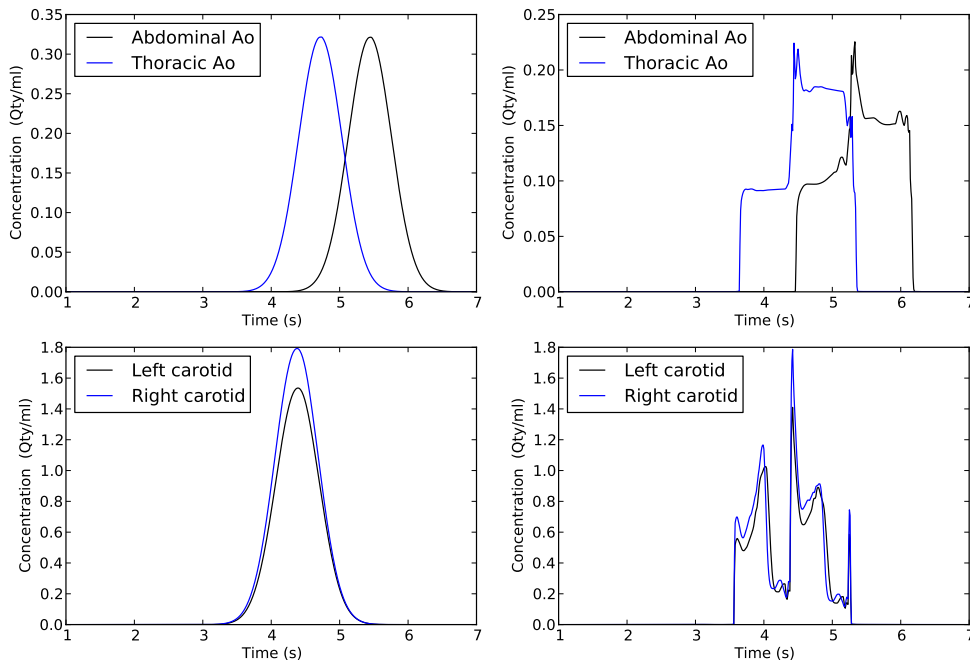 Concentration (Qty/ml)
0.35
0.30
0.25
0.20
0.15
0.10
0.05
0.00
Abdominal Ao
Thoracic Ao
1 2 3 4 5 6 7
Time (s)
Concentration (Qty/ml)
0.25
0.20
0.15
0.10
0.05
0.00
Abdominal Ao
Thoracic Ao
1 2 3 4 5 6 7
Time (s)
Concentration (Qty/ml)
1.8
1.6
1.4
1.2
1.0
0.8
0.6
0.4
0.2
0.0
Left carotid
Right carotid
1 2 3 4 5 6 7
Time (s)
Concentration (Qty/ml)
1.8
1.6
1.4
1.2
1.0
0.8
0.6
0.4
0.2
0.0
Left carotid
Right carotid
1 2 3 4 5 6 7
Time (s)